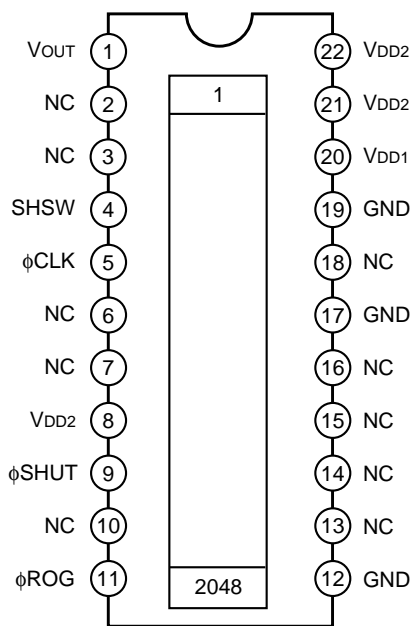 VOUT 1 22 VDD2
1
NC 2 21 VDD2
NC 3 20 VDD1
SHSW 4 19 GND
ϕCLK 5 18 NC
NC 6 17 GND
NC 7 16 NC
VDD2 8 15 NC
ϕSHUT 9 14 NC
NC 10 13 NC
ϕROG 11 12 GND
2048